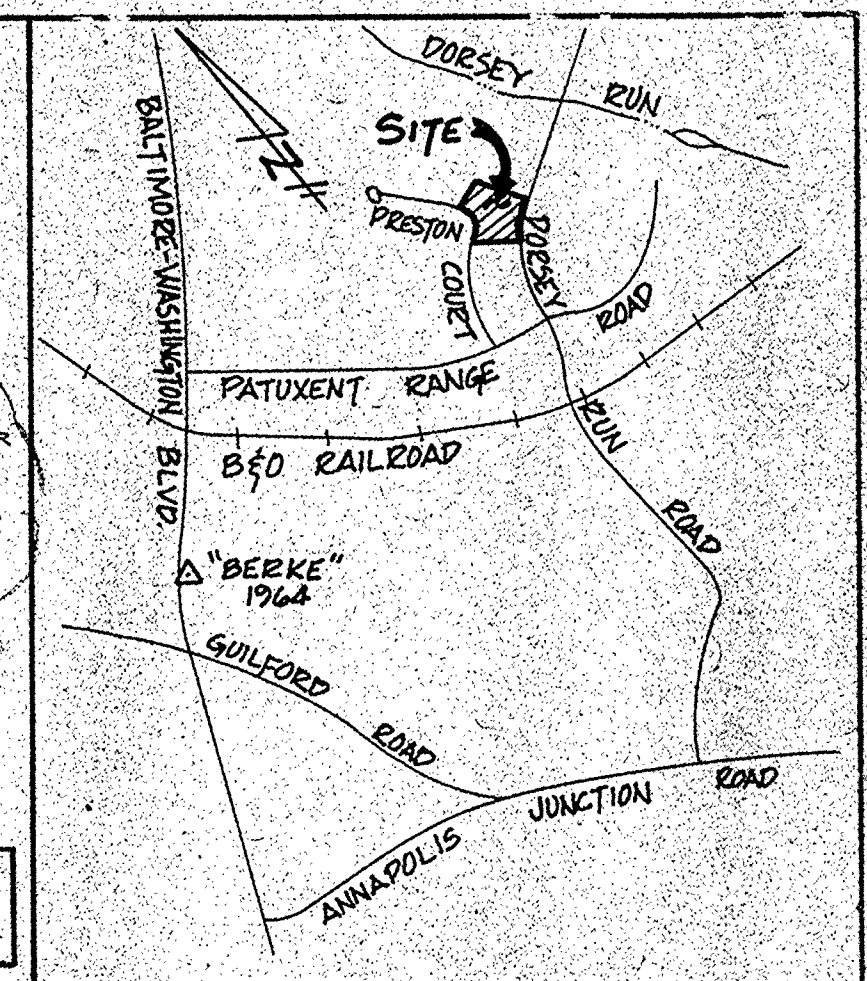 DORSEY RUN
SITE
N
PRESTON COURT
DORSEY RUN ROAD
BALTIMORE-WASHINGTON BLVD.
PATUXENT RANGE ROAD
B&O RAILROAD
"BERKE"
1964
GUILFORD ROAD
ANNAPOLIS JUNCTION ROAD